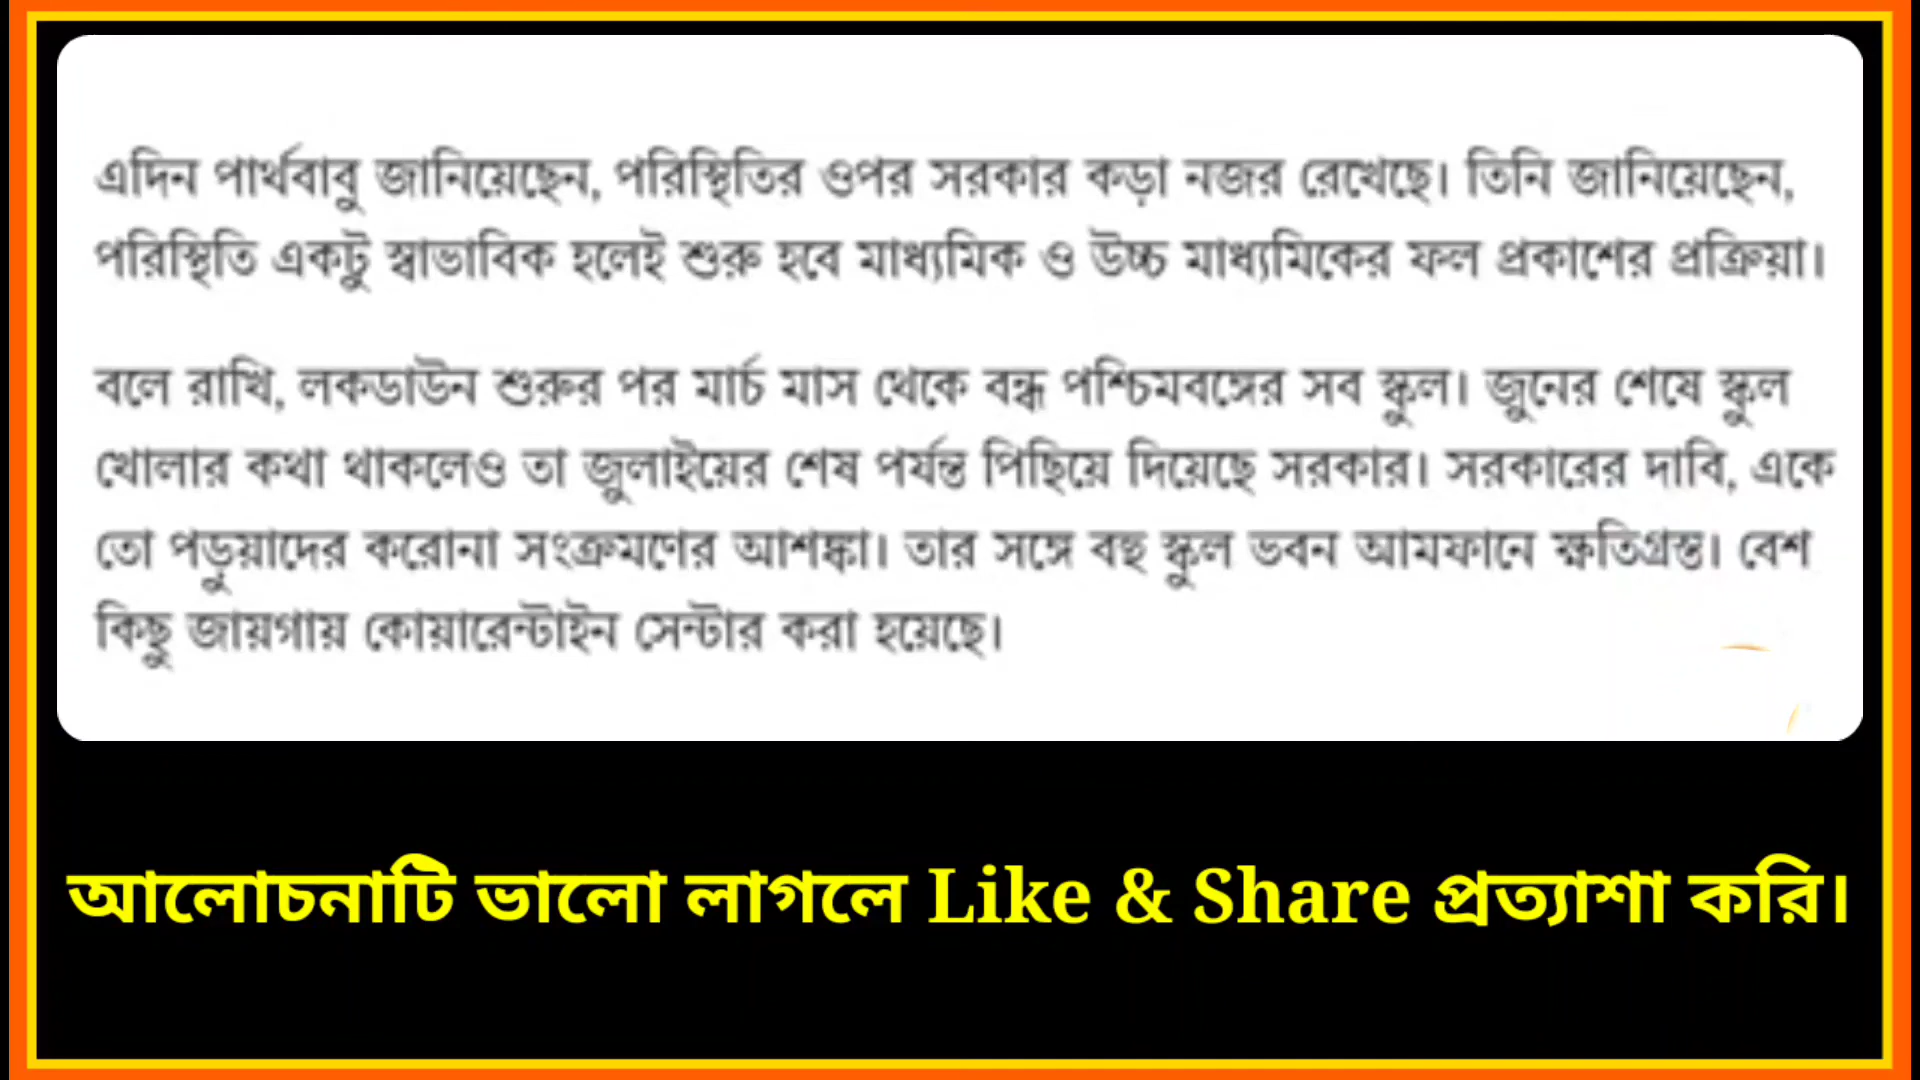 এদিন পার্থবাবু জানিয়েছেন, পরিস্থিতির ওপর সরকার কড়া নজর রেখেছে। তিনি জানিয়েছেন,
পরিস্থিতি একটু স্বাভাবিক হলেই শুরু হবে মাধ্যমিক ও উচ্চ মাধ্যমিকের ফল প্রকাশের প্রক্রিয়া।
বলে রাখি, লকডাউন শুরুর পর মার্চ মাস থেকে বন্ধ পশ্চিমবঙ্গের সব স্কুল। জুনের শেষে স্কুল
খোলার কথা থাকলেও তা জুলাইয়ের শেষ পর্যন্ত পিছিয়ে দিয়েছে সরকার। সরকারের দাবি, একে
তো পড়ুয়াদের করোনা সংক্রমণের আশঙ্কা। তার সঙ্গে বহু স্কুল ভবন আমফানে ক্ষতিগ্রস্ত। বেশ
কিছু জায়গায় কোয়ারেন্টাইন সেন্টার করা হয়েছে।
আলোচনাটি ভালো লাগলে Like & Share প্রত্যাশা করি।